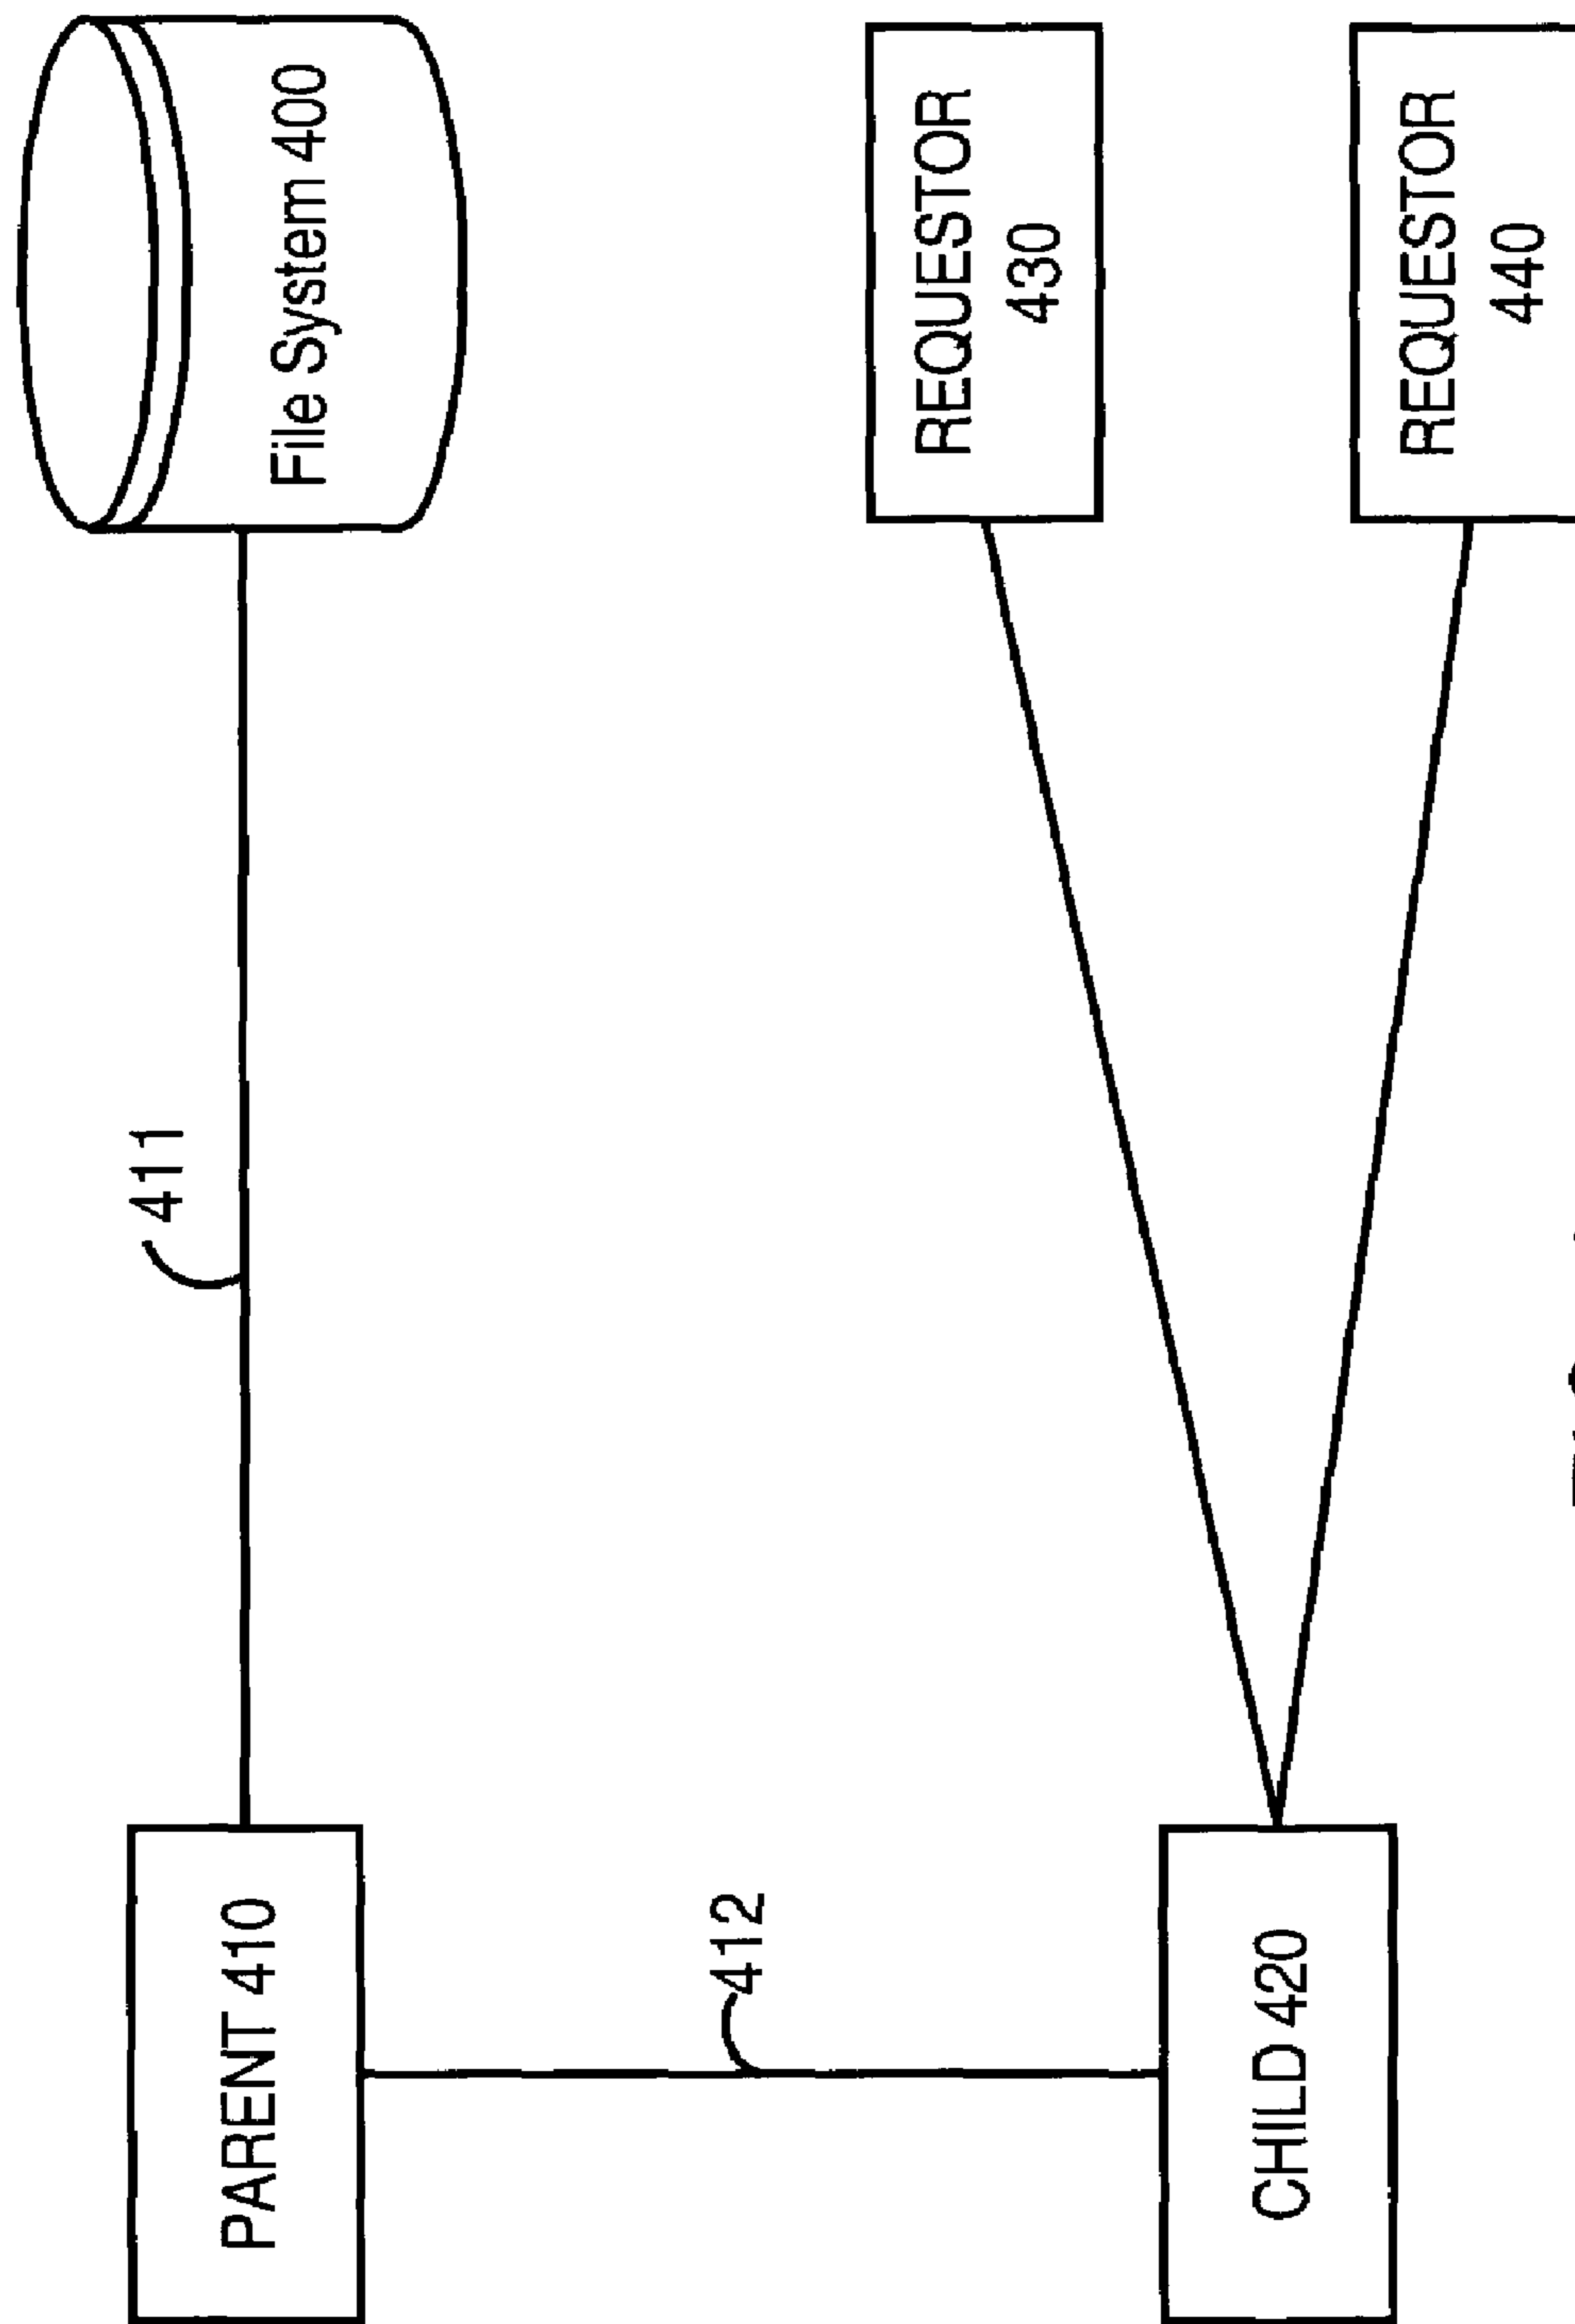 File System 400
411
PARENT 410
412
REQUESTOR
430
CHILD 420
REQUESTOR
440